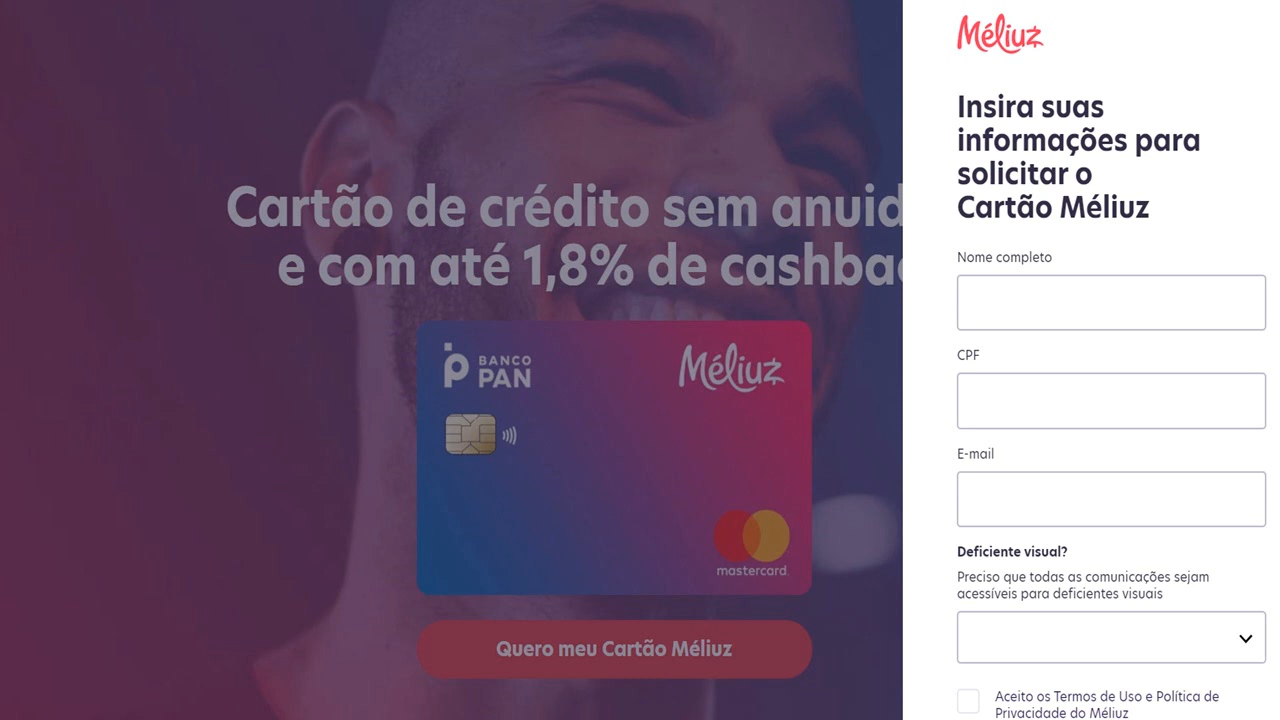 Cartão de crédito sem anuid
e com até 1,8% de cashba
BANCO
PAN
Méliuz
mastercard.
Quero meu Cartão Méliuz
Méliuz
Insira suas
informações para
solicitar o
Cartão Méliuz
Nome completo
CPF
E-mail
Deficiente visual?
Preciso que todas as comunicações sejam
acessíveis para deficientes visuais
Aceito os Termos de Uso e Política de
Privacidade do Méliuz